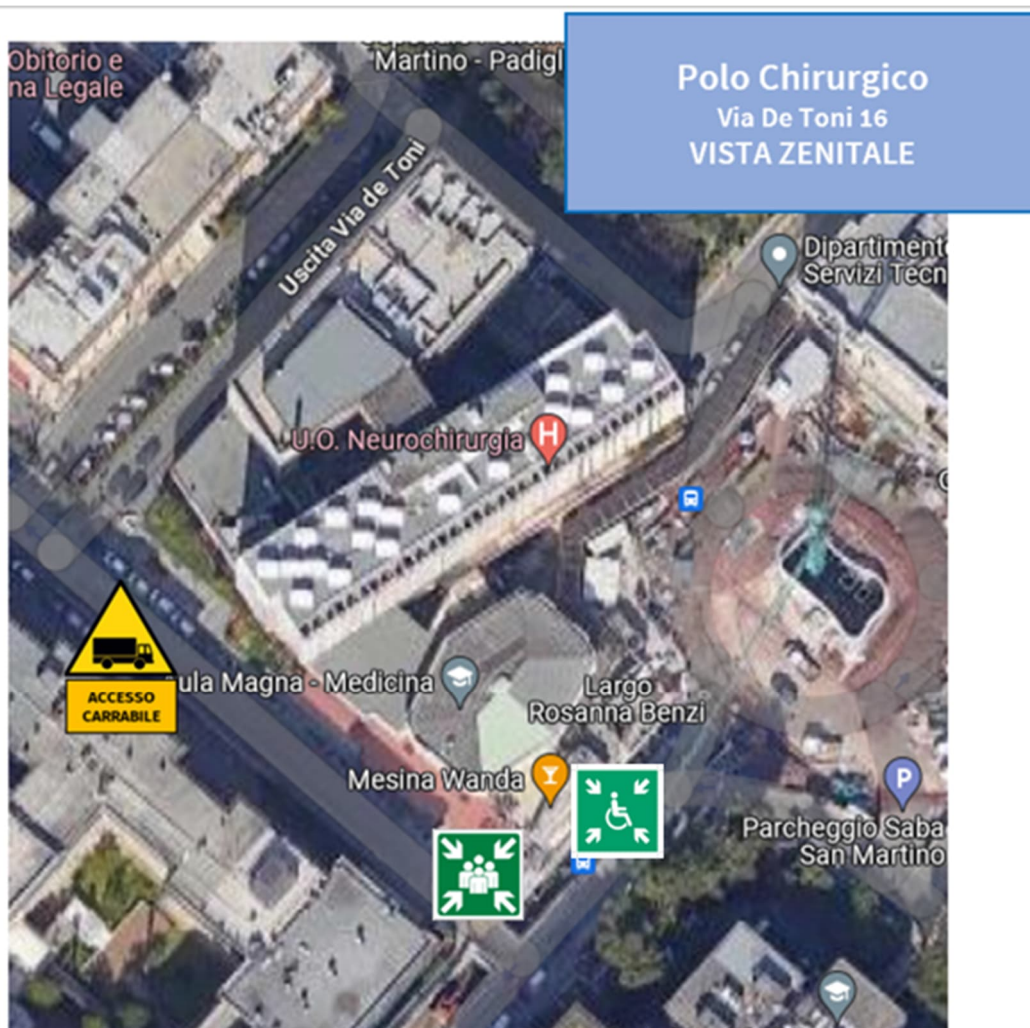 Obitorio e
na Legale
Martino - Padigl
Polo Chirurgico
Via De Toni 16
VISTA ZENITALE
Uscita Via de Toni
Dipartimento
Servizi Tecn
U.O. Neurochirurgia
H
ACCESSO
CARRABILE
ula Magna - Medicina
Largo
Rosanna Benzi
Mesina Wanda
P
Parcheggio Saba
San Martino